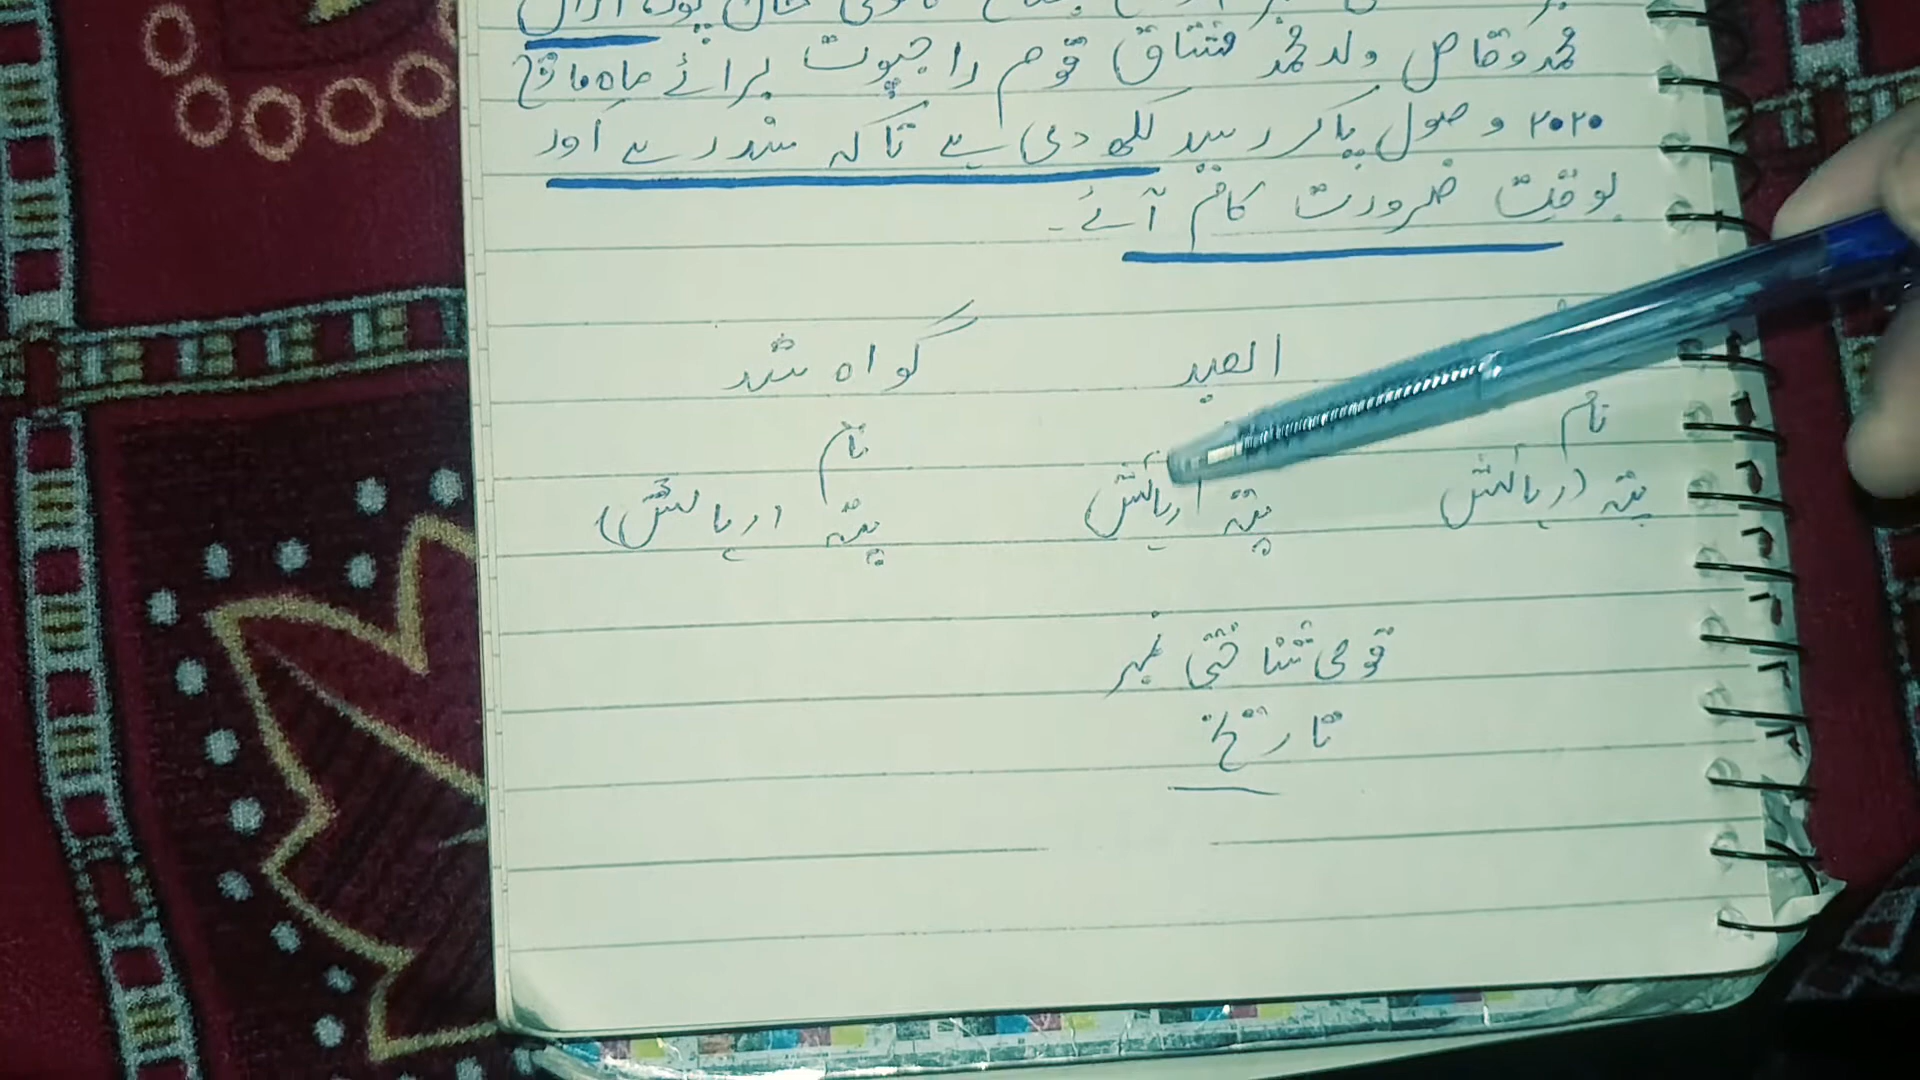 محمد وقاص ولد محمد مشتاق قوم راجپوت برائے ماہ مارچ
۲۰۲۰ وصول پاکر رسید لکھ دی ہے تاکہ سند رہے اور
بوقت ضرورت کام آئے۔
العبد گواہ شد
نام نام
پتہ (رہائش) پتہ (رہائش) پتہ (رہائش)
قومی شناختی نمبر
تاریخ